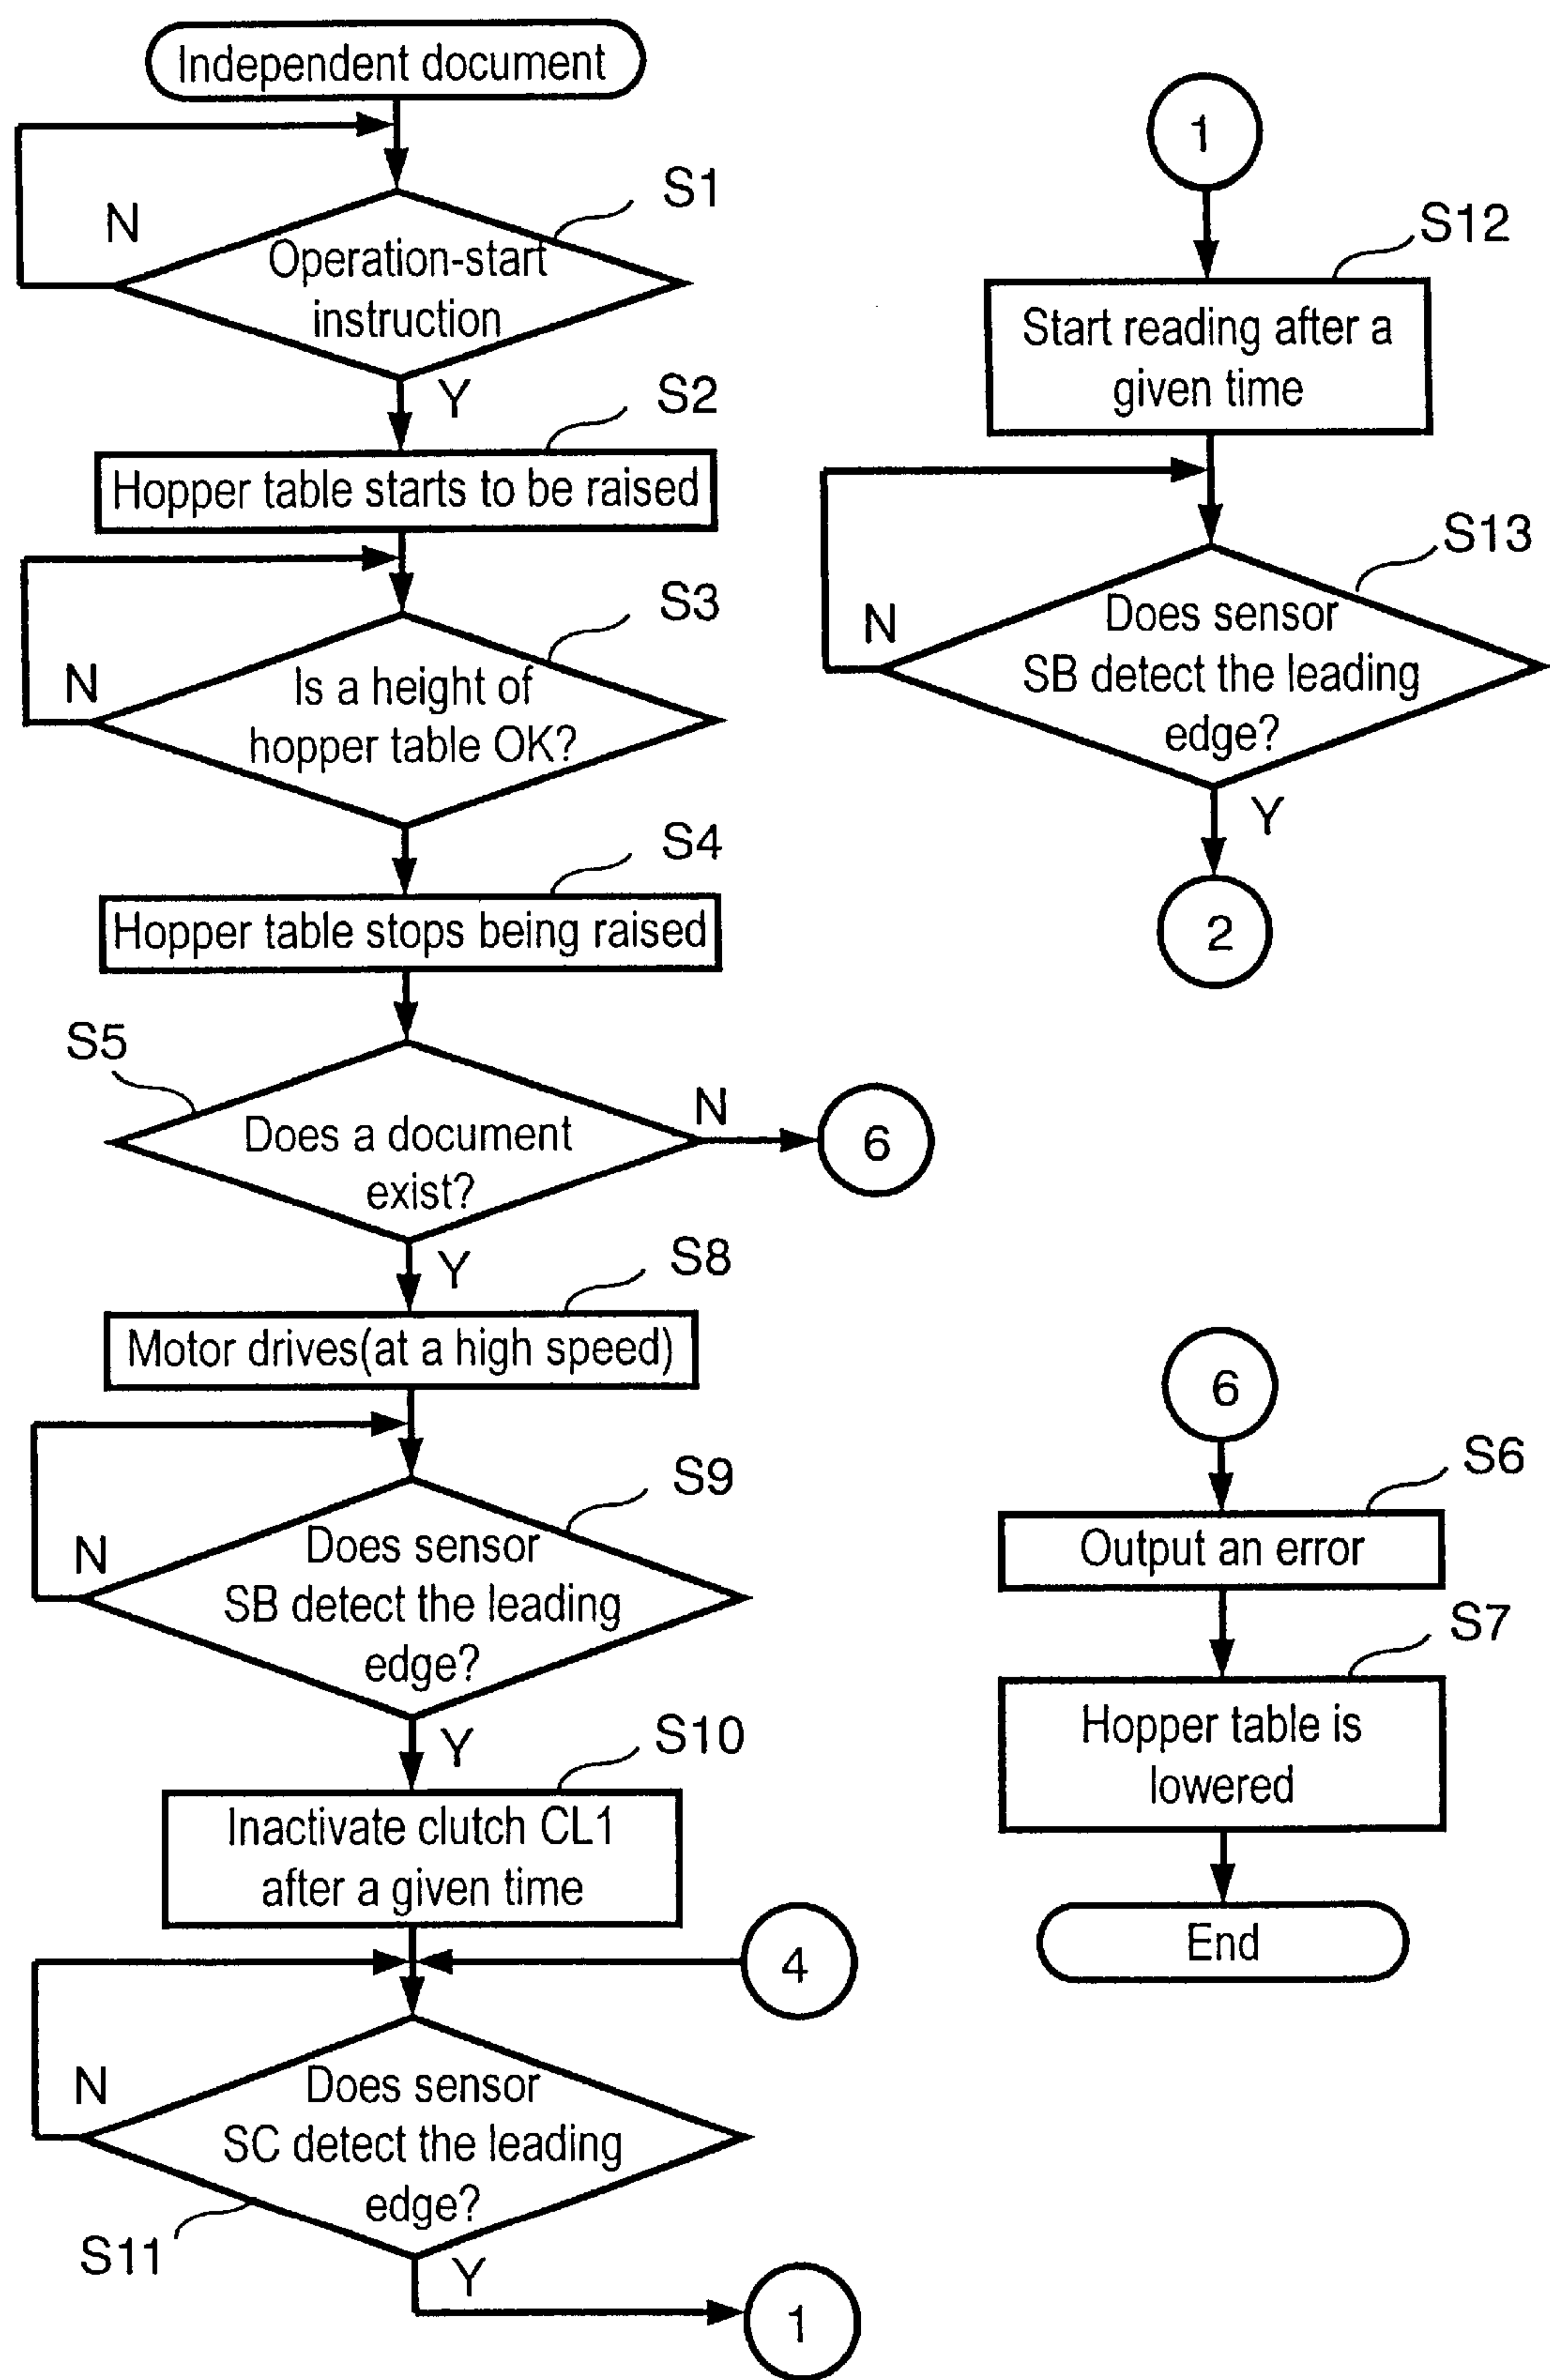 Independent document
N
S1
Operation-start
instruction
Y
S2
Hopper table starts to be raised
S3
N
Is a height of
hopper table OK?
S4
Hopper table stops being raised
S5
Does a document
exist?
N
6
Y
S8
Motor drives(at a high speed)
S9
N
Does sensor
SB detect the leading
edge?
Y
S10
Inactivate clutch CL1
after a given time
4
N
Does sensor
SC detect the leading
edge?
S11
Y
1
1
S12
Start reading after a
given time
S13
N
Does sensor
SB detect the leading
edge?
Y
2
6
S6
Output an error
S7
Hopper table is
lowered
End